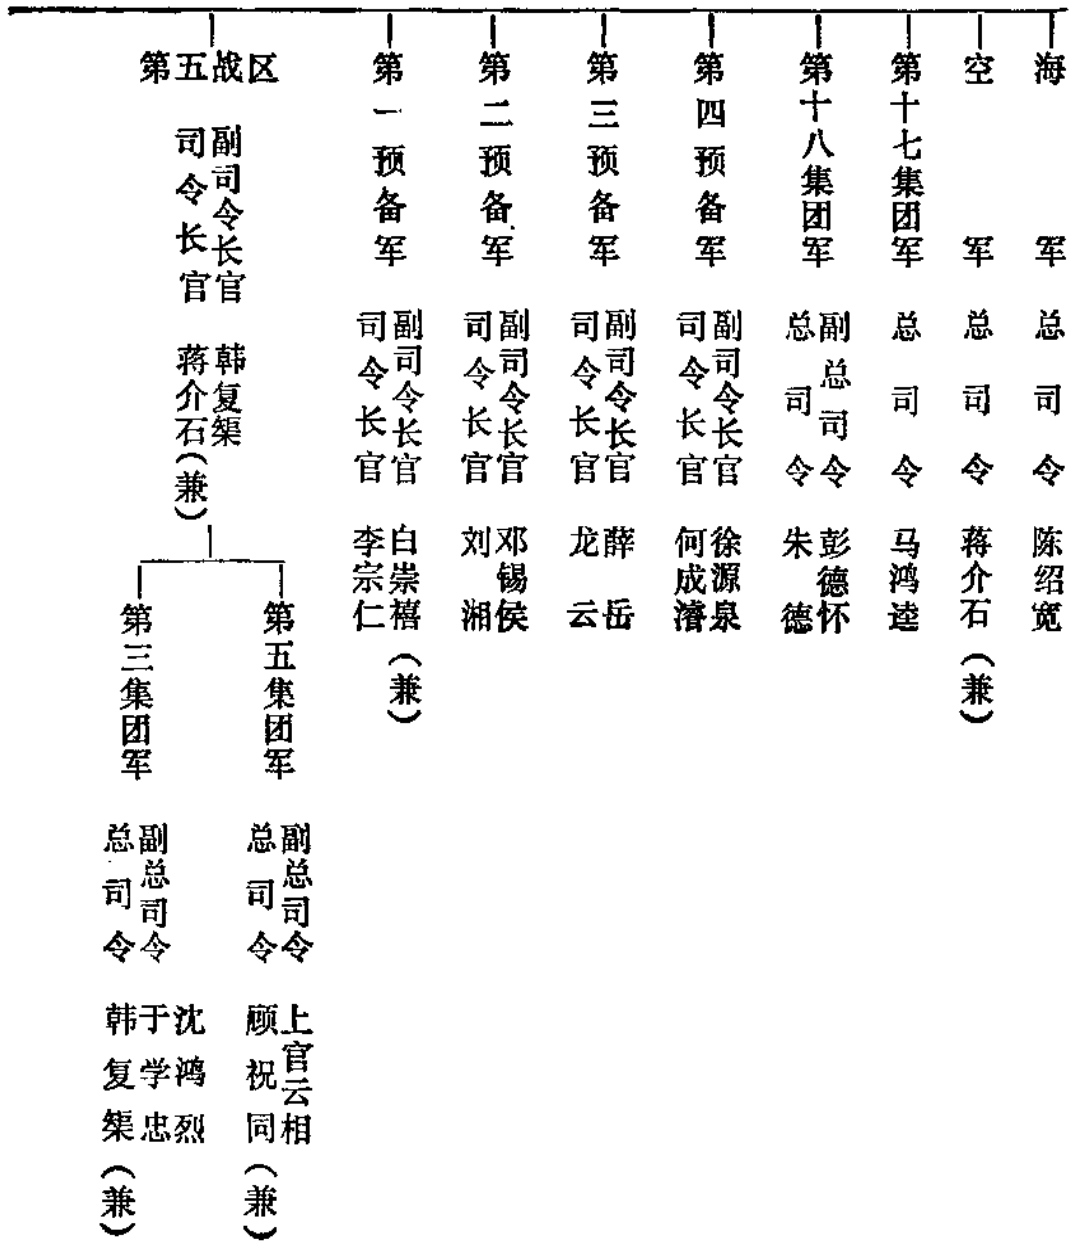 第五战区
司令长官 蒋介石(兼)
副司令长官 韩复榘
第三集团军
总司令 韩复榘(兼)
副总司令 于学忠
沈鸿烈
第五集团军
总司令 顾祝同(兼)
副总司令 上官云相
第一预备军
司令长官 李宗仁
副司令长官 白崇禧(兼)
第二预备军
司令长官 刘湘
副司令长官 邓锡侯
第三预备军
司令长官 龙云
副司令长官 薛岳
第四预备军
司令长官 何成濬
副司令长官 徐源泉
第十八集团军
总司令 朱德
副总司令 彭德怀
第十七集团军
总司令 马鸿逵
空军
总司令 蒋介石(兼)
海军
总司令 陈绍宽